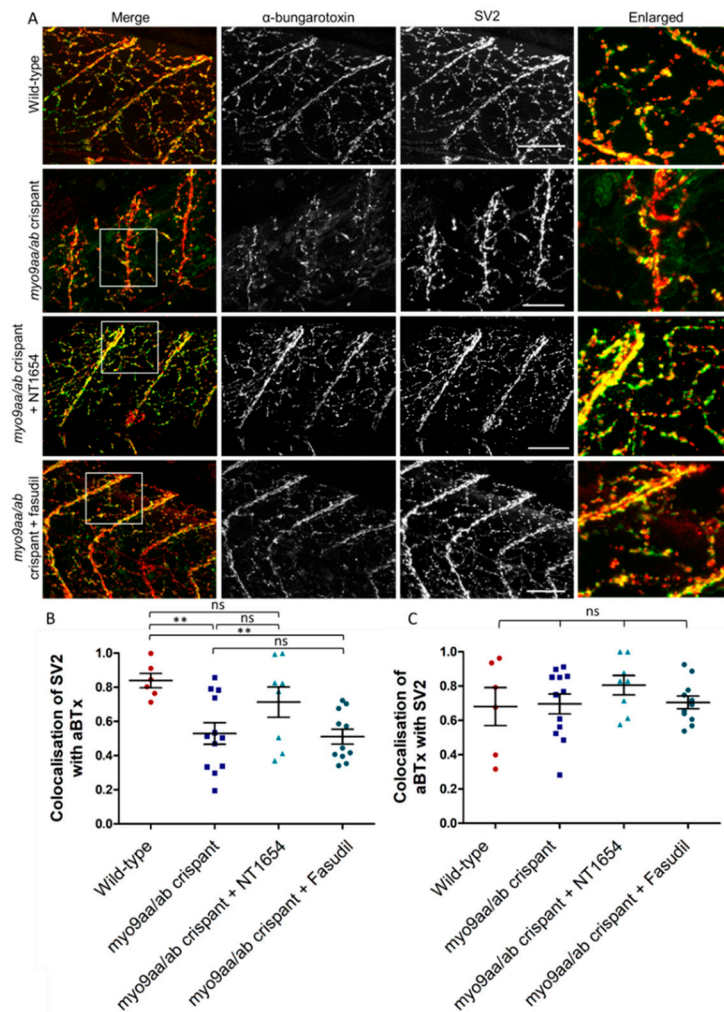 A
Merge
α-bungarotoxin
SV2
Enlarged
Wild-type
myo9aa/ab crispant
myo9aa/ab crispant
+ NT1654
myo9aa/ab
crispant + fasudil
B
ns
** ns
**
ns
Colocalisation of SV2
with aBTx
1.0
0.8
0.6
0.4
0.2
0.0
Wild-type
myo9aa/ab crispant
myo9aa/ab crispant + NT1654
myo9aa/ab crispant + Fasudil
C
ns
Colocalisation of
aBTx with SV2
1.0
0.8
0.6
0.4
0.2
0.0
Wild-type
myo9aa/ab crispant
myo9aa/ab crispant + NT1654
myo9aa/ab crispant + Fasudil